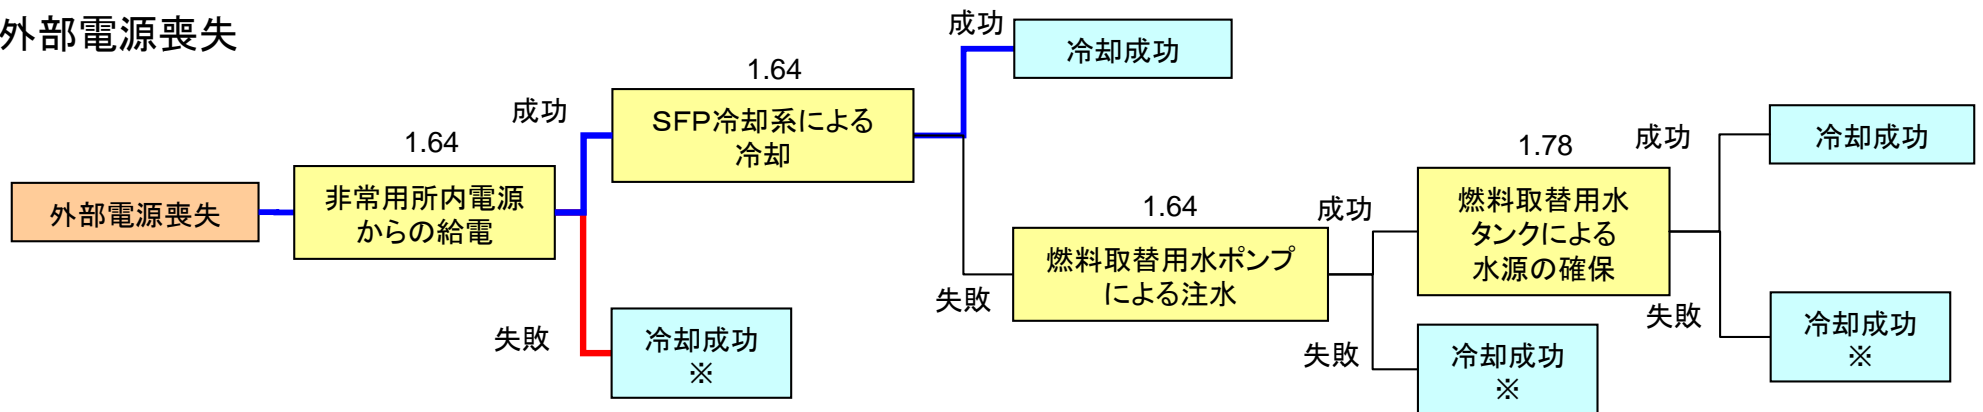 外部電源喪失
外部電源喪失
1.64
非常用所内電源
からの給電
成功
失敗
1.64
SFP冷却系による
冷却
冷却成功
※
成功
失敗
冷却成功
1.64
燃料取替用水ポンプ
による注水
成功
失敗
1.78
燃料取替用水
タンクによる
水源の確保
冷却成功
※
成功
失敗
冷却成功
冷却成功
※